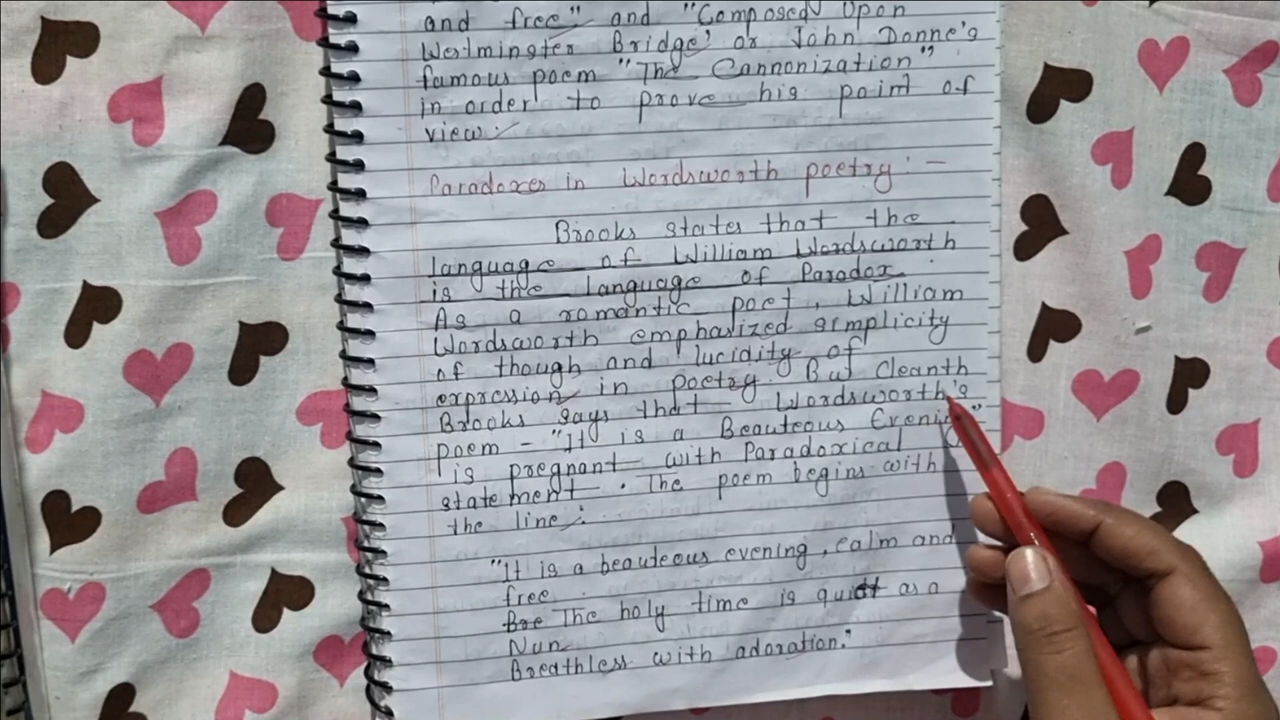 and free" and "Composed Upon
Westminster Bridge' or John Donne's
famous poem "The Cannonization"
in order to prove his point of
view.
Paradoxes in Wordsworth poetry :-
Brooks states that the
language of William Wordsworth
is the language of Paradox.
As a romantic poet, William
Wordsworth emphasized simplicity
of though and lucidity of
expression in poetry. But Cleanth
Brooks says that Wordsworth's
poem - "It is a Beauteous Evening"
is pregnant with Paradoxical
statement. The poem begins with
the line :
"It is a beauteous evening, calm and
free
Bre The holy time is quiet as a
Nun
Breathless with adoration."